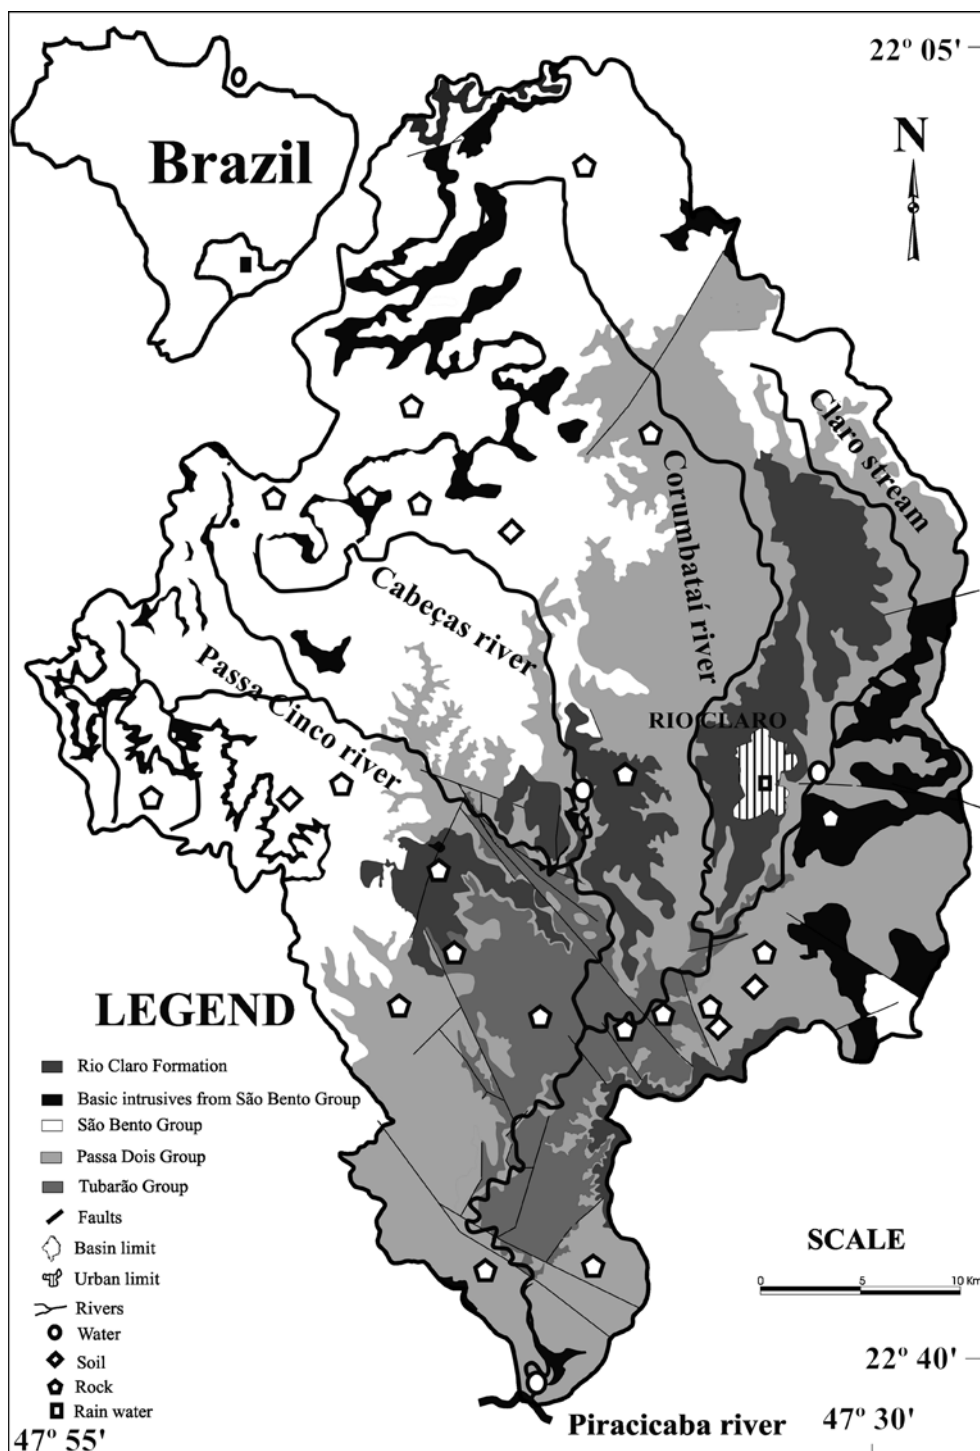 22° 05'
Brazil
N
Claro stream
Corumbataí river
Cabeças river
Passa Cinco river
RIO CLARO
LEGEND
Rio Claro Formation
Basic intrusives from São Bento Group
São Bento Group
Passa Dois Group
Tubarão Group
Faults
Basin limit
Urban limit
Rivers
Water
Soil
Rock
Rain water
SCALE
0 5 10 Km
22° 40'
Piracicaba river
47° 30'
47° 55'